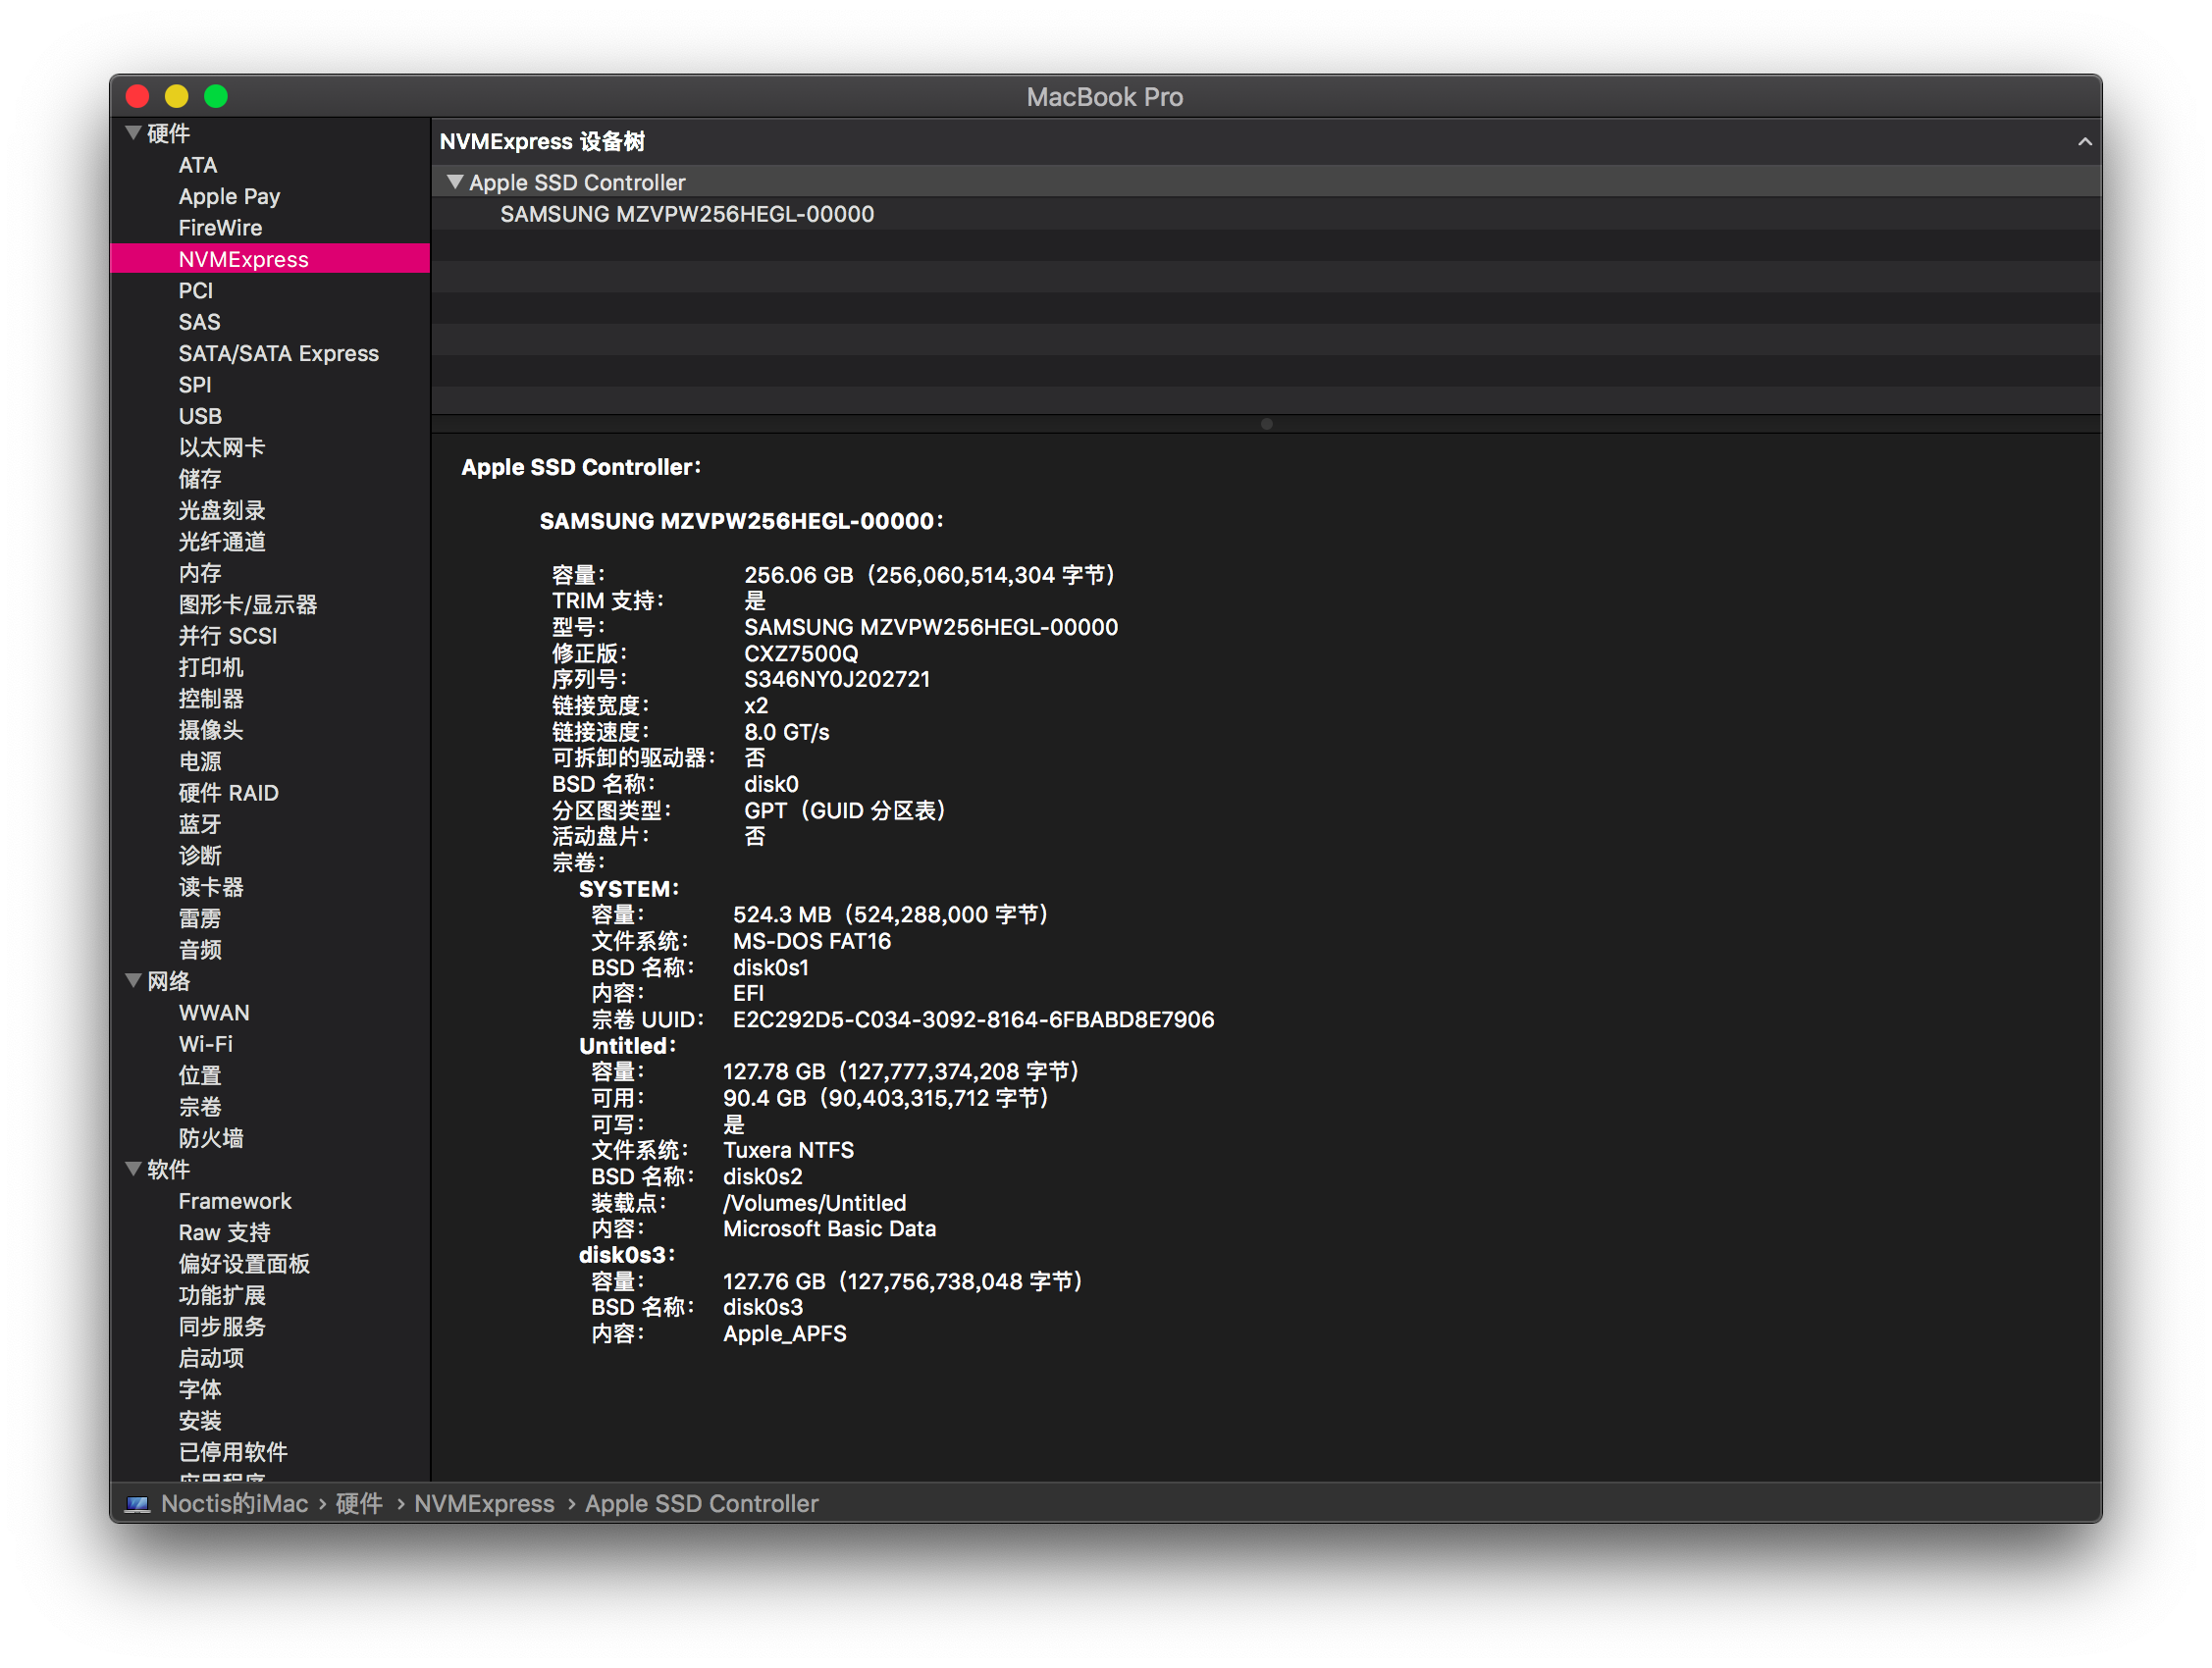 MacBook Pro
硬件
ATA
Apple Pay
FireWire
NVMExpress
PCI
SAS
SATA/SATA Express
SPI
USB
以太网卡
储存
光盘刻录
光纤通道
内存
图形卡/显示器
并行 SCSI
打印机
控制器
摄像头
电源
硬件 RAID
蓝牙
诊断
读卡器
雷雳
音频
网络
WWAN
Wi-Fi
位置
宗卷
防火墙
软件
Framework
Raw 支持
偏好设置面板
功能扩展
同步服务
启动项
字体
安装
已停用软件
应用程序
NVMExpress 设备树
Apple SSD Controller
SAMSUNG MZVPW256HEGL-00000
Apple SSD Controller：
SAMSUNG MZVPW256HEGL-00000：
容量： 256.06 GB（256,060,514,304 字节）
TRIM 支持： 是
型号： SAMSUNG MZVPW256HEGL-00000
修正版： CXZ7500Q
序列号： S346NY0J202721
链接宽度： x2
链接速度： 8.0 GT/s
可拆卸的驱动器： 否
BSD 名称： disk0
分区图类型： GPT（GUID 分区表）
活动盘片： 否
宗卷：
SYSTEM：
容量： 524.3 MB（524,288,000 字节）
文件系统： MS-DOS FAT16
BSD 名称： disk0s1
内容： EFI
宗卷 UUID： E2C292D5-C034-3092-8164-6FBABD8E7906
Untitled：
容量： 127.78 GB（127,777,374,208 字节）
可用： 90.4 GB（90,403,315,712 字节）
可写： 是
文件系统： Tuxera NTFS
BSD 名称： disk0s2
装载点： /Volumes/Untitled
内容： Microsoft Basic Data
disk0s3：
容量： 127.76 GB（127,756,738,048 字节）
BSD 名称： disk0s3
内容： Apple_APFS
Noctis的iMac › 硬件 › NVMExpress › Apple SSD Controller